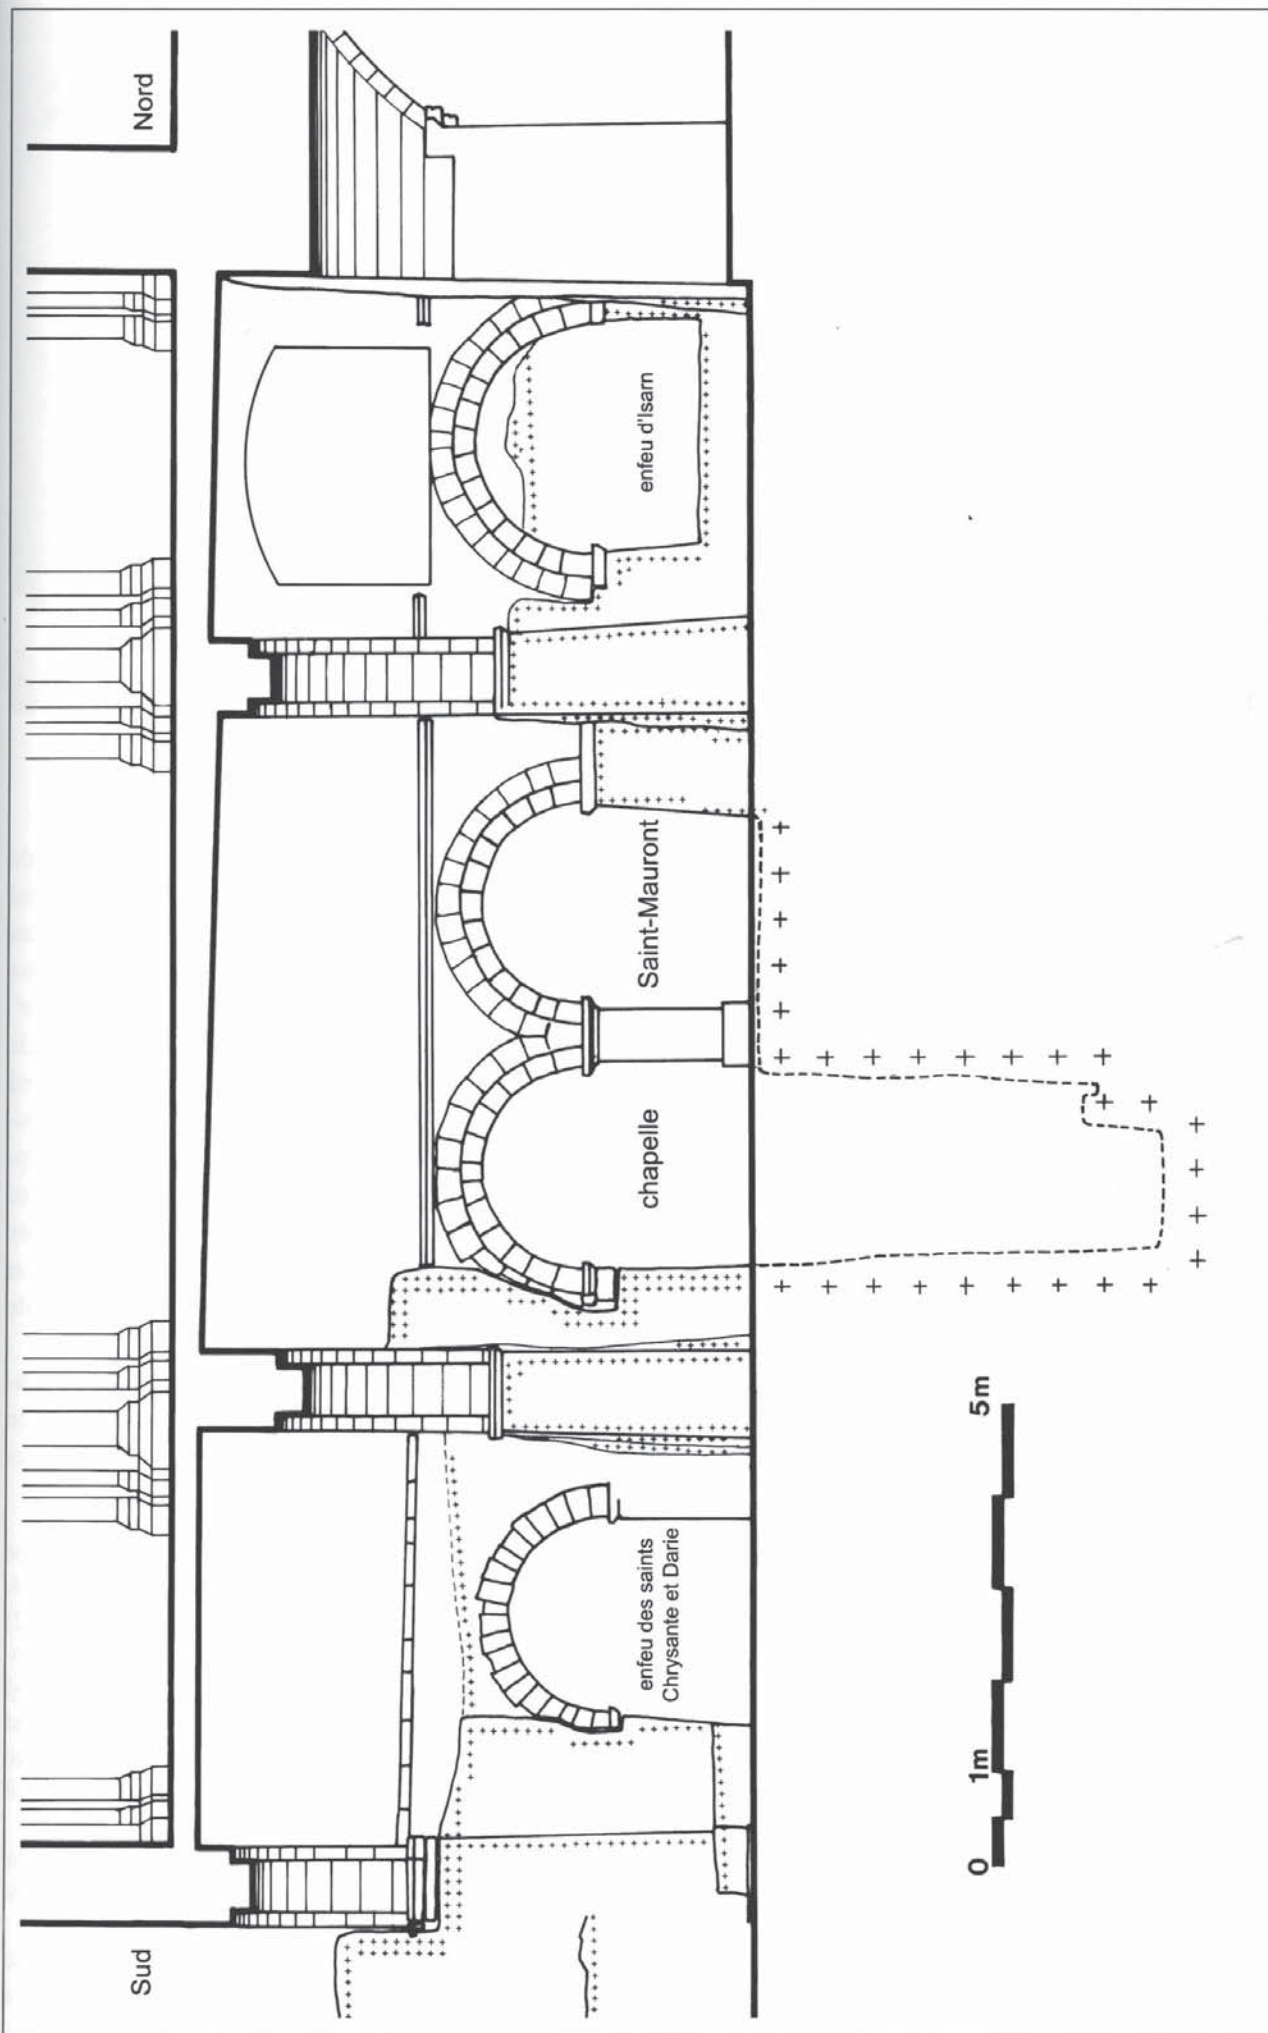 Sud
Nord
enfeu des saints
Chrysante et Darie
chapelle
Saint-Mauront
enfeu d'Isarn
0
1m
5m